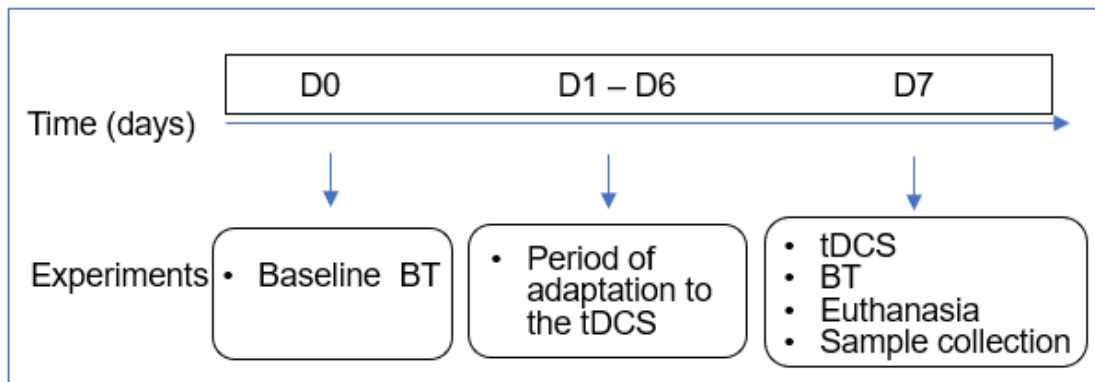 D0 D1 – D6 D7
Time (days)
Experiments
• Baseline BT
• Period of
adaptation to
the tDCS
• tDCS
• BT
• Euthanasia
• Sample collection